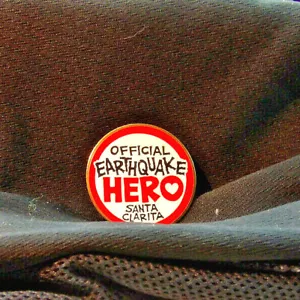 OFFICIAL
EARTHQUAKE
HERO
SANTA
CLARITA